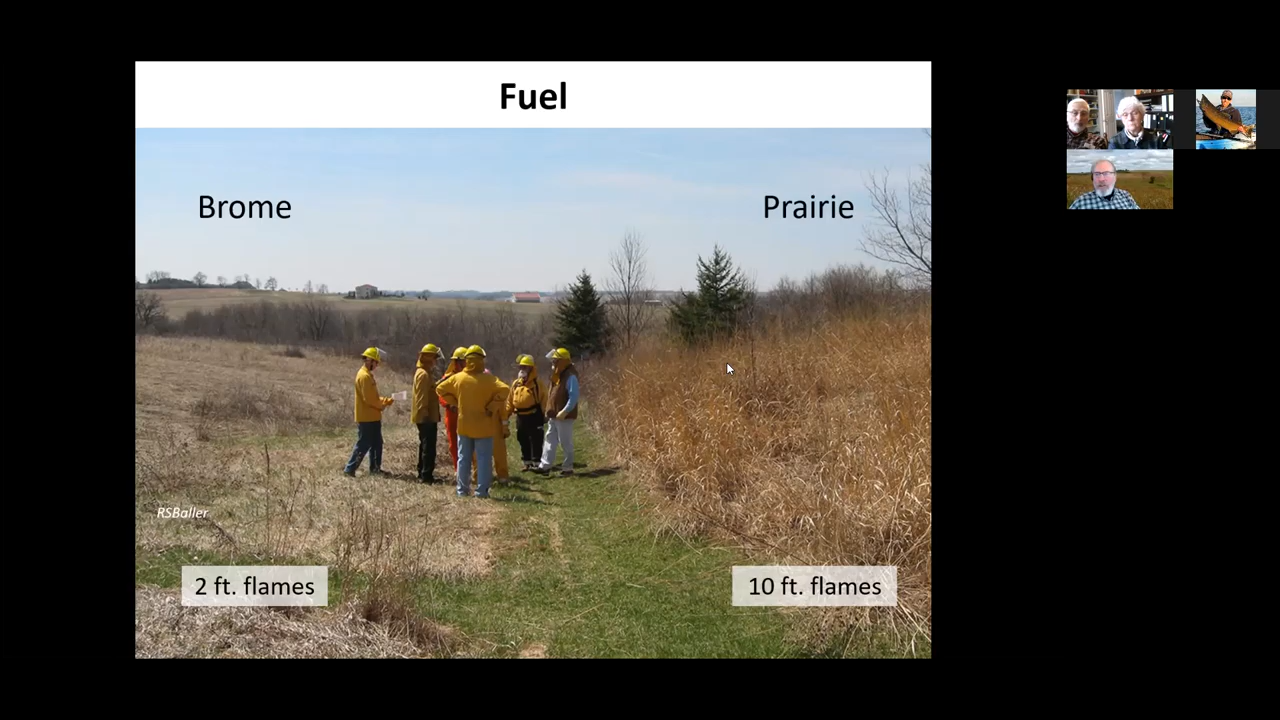 Fuel
Brome
Prairie
RSBaller
2 ft. flames
10 ft. flames